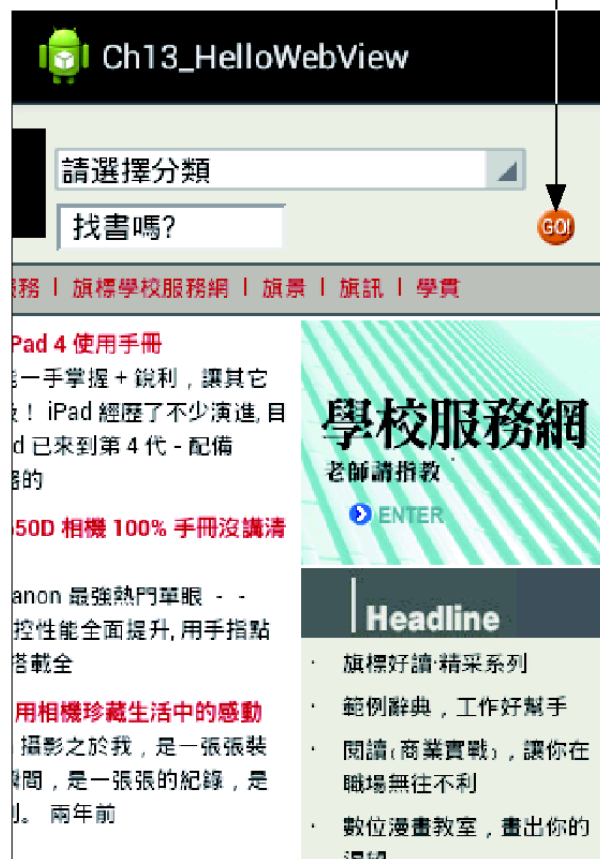 Ch13_HelloWebView
請選擇分類
找書嗎?
GO!
務 | 旗標學校服務網 | 旗景 | 旗訊 | 學貫
Pad 4 使用手冊
一手掌握 + 銳利，讓其它
！ iPad 經歷了不少演進, 目
d 已來到第 4 代 - 配備
的
50D 相機 100% 手冊沒講清
anon 最強熱門單眼 - -
控性能全面提升, 用手指點
搭載全
用相機珍藏生活中的感動
攝影之於我，是一張張裝
瞬間，是一張張的紀錄，是
。 兩年前
學校服務網
老師請指教
ENTER
Headline
· 旗標好讀‧精采系列
· 範例辭典，工作好幫手
· 閱讀(商業實戰)，讓你在
職場無往不利
· 數位漫畫教室，畫出你的